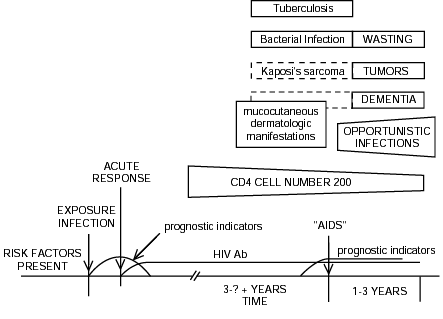 Tuberculosis
Bacterial Infection WASTING
Kaposi's sarcoma TUMORS
DEMENTIA
mucocutaneous
dermatologic
manifestations
OPPORTUNISTIC
INFECTIONS
ACUTE
RESPONSE
CD4 CELL NUMBER 200
EXPOSURE
INFECTION
prognostic indicators
"AIDS"
RISK FACTORS
PRESENT
HIV Ab
prognostic indicators
3-? + YEARS
TIME
1-3 YEARS